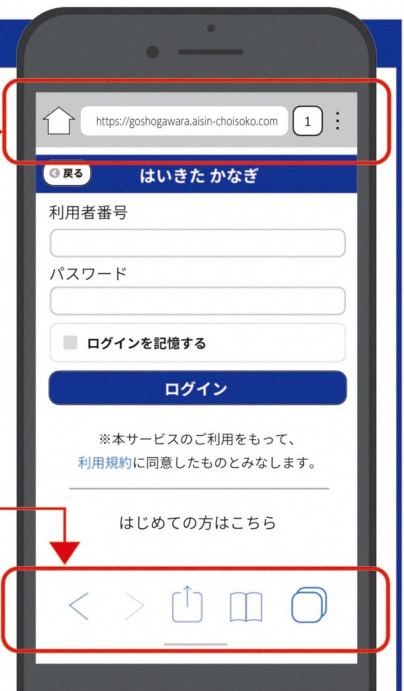 https://goshogawara.aisin-choisoko.com
1
戻る
はいきた かなぎ
利用者番号
パスワード
ログインを記憶する
ログイン
※本サービスのご利用をもって、
利用規約に同意したものとみなします。
はじめての方はこちら